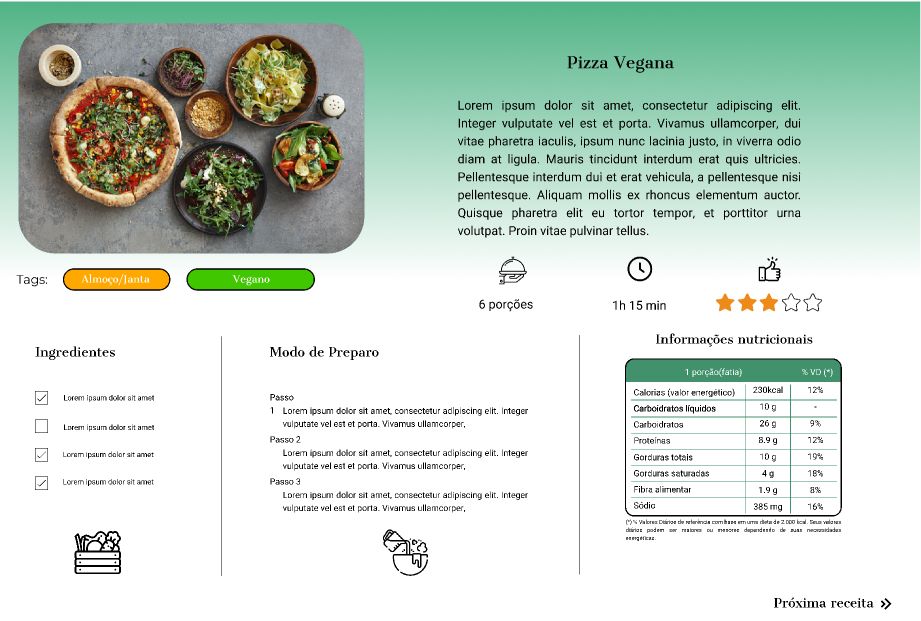 Pizza Vegana
Lorem ipsum dolor sit amet, consectetur adipiscing elit.
Integer vulputate vel est et porta. Vivamus ullamcorper, dui
vitae pharetra iaculis, ipsum nunc lacinia justo, in viverra odio
diam at ligula. Mauris tincidunt interdum erat quis ultricies.
Pellentesque interdum dui et erat vehicula, a pellentesque nisi
pellentesque. Aliquam mollis ex rhoncus elementum auctor.
Quisque pharetra elit eu tortor tempor, et porttitor urna
volutpat. Proin vitae pulvinar tellus.
Tags: Almoço/Janta Vegano
6 porções
1h 15 min
Ingredientes
Lorem ipsum dolor sit amet
Lorem ipsum dolor sit amet
Lorem ipsum dolor sit amet
Lorem ipsum dolor sit amet
Modo de Preparo
Passo
1 Lorem ipsum dolor sit amet, consectetur adipiscing elit. Integer
vulputate vel est et porta. Vivamus ullamcorper,
Passo 2
Lorem ipsum dolor sit amet, consectetur adipiscing elit. Integer
vulputate vel est et porta. Vivamus ullamcorper,
Passo 3
Lorem ipsum dolor sit amet, consectetur adipiscing elit. Integer
vulputate vel est et porta. Vivamus ullamcorper,
Informações nutricionais
1 porção(fatia) % VD (*)
Calorias (valor energético) 230kcal 12%
Carboidratos líquidos 10 g -
Carboidratos 26 g 9%
Proteínas 8.9 g 12%
Gorduras totais 10 g 19%
Gorduras saturadas 4 g 18%
Fibra alimentar 1.9 g 8%
Sódio 385 mg 16%
(*) % Valores Diários de referência com base em uma dieta de 2.000 kcal. Seus valores
diários podem ser maiores ou menores dependendo de suas necessidades
energéticas.
Próxima receita